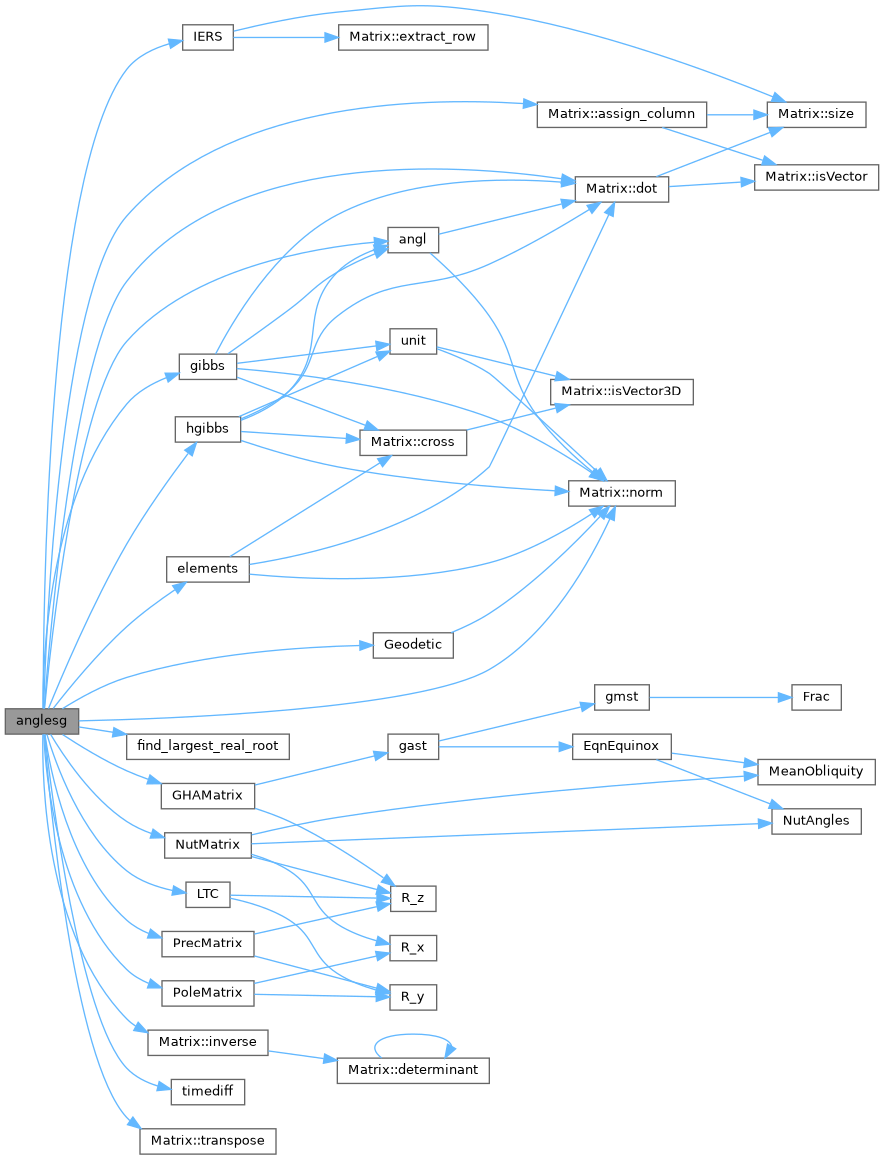 IERS
Matrix::extract_row
Matrix::assign_column
Matrix::size
Matrix::isVector
Matrix::dot
angl
unit
gibbs
Matrix::isVector3D
hgibbs
Matrix::cross
Matrix::norm
elements
Geodetic
gmst
Frac
anglesg
find_largest_real_root
gast
EqnEquinox
MeanObliquity
GHAMatrix
NutAngles
NutMatrix
LTC
R_z
PrecMatrix
R_x
PoleMatrix
R_y
Matrix::inverse
Matrix::determinant
timediff
Matrix::transpose